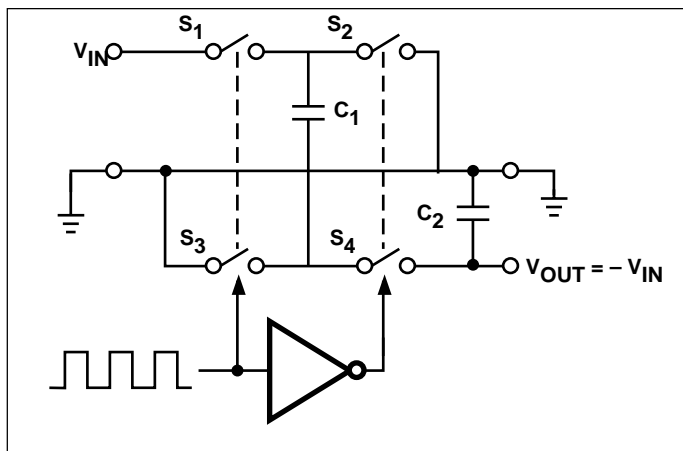 S1
S2
VIN
C1
C2
S3
S4
VOUT = – VIN